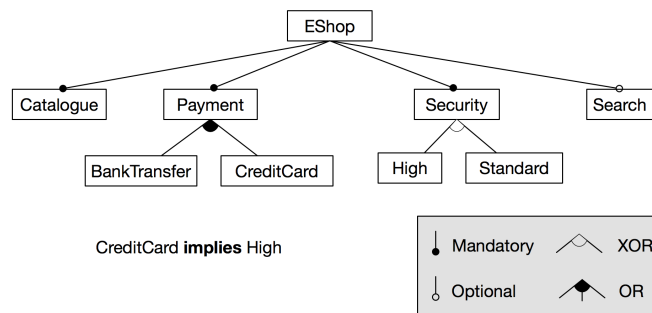 EShop
Catalogue Payment Security Search
BankTransfer CreditCard High Standard
CreditCard implies High
Mandatory XOR
Optional OR